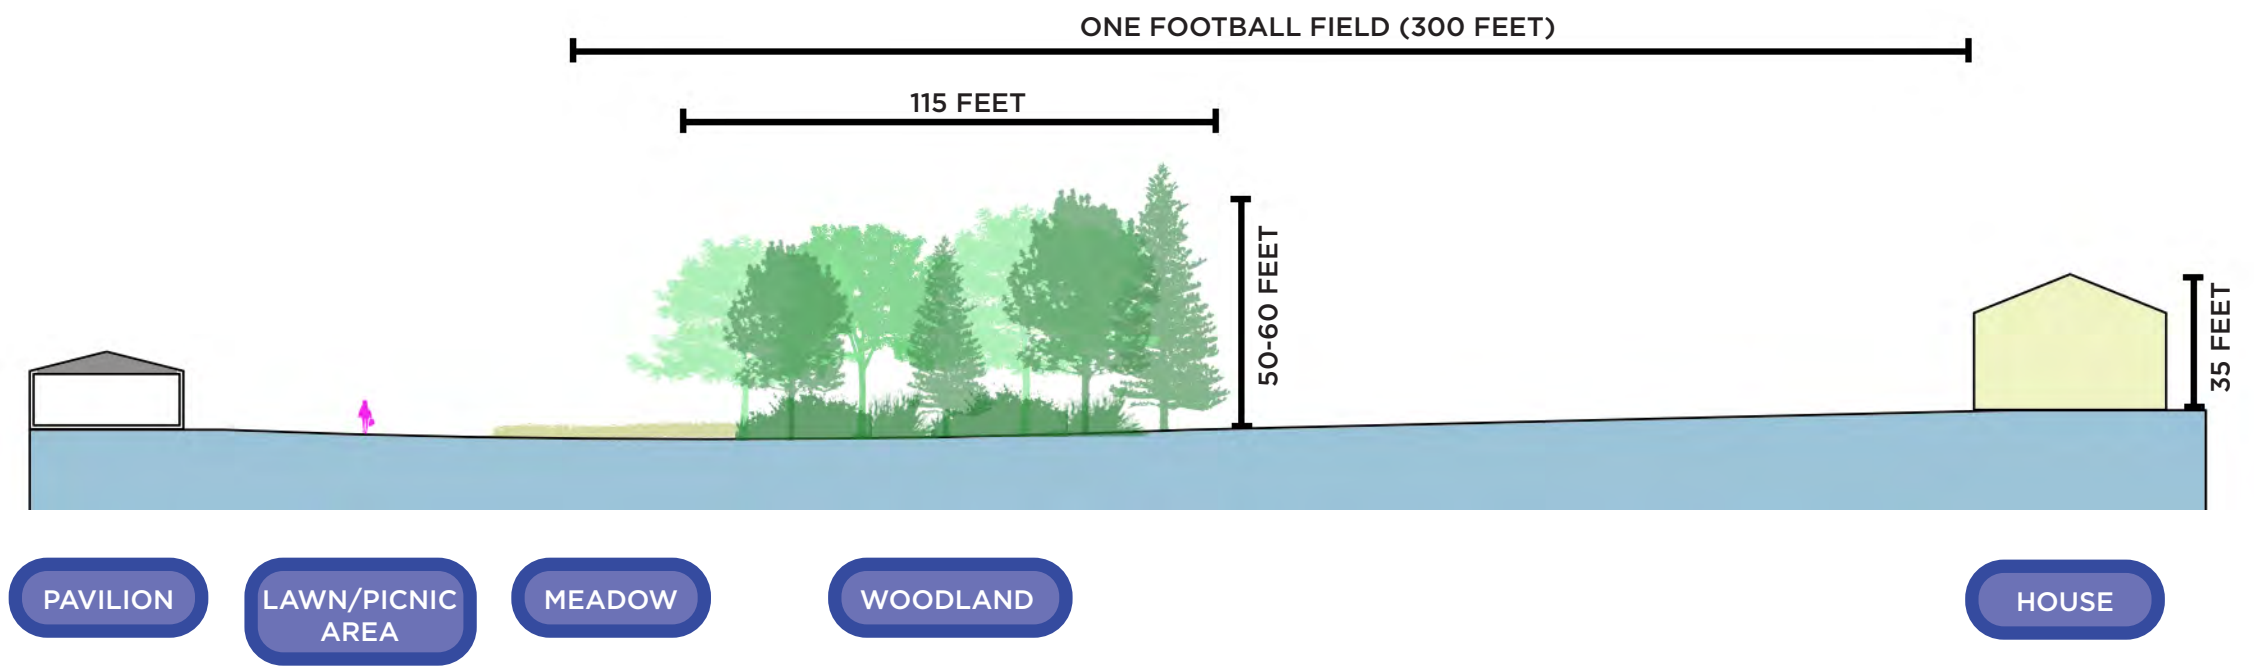 ONE FOOTBALL FIELD (300 FEET)
115 FEET
50-60 FEET
35 FEET
PAVILION
LAWN/PICNIC
AREA
MEADOW
WOODLAND
HOUSE